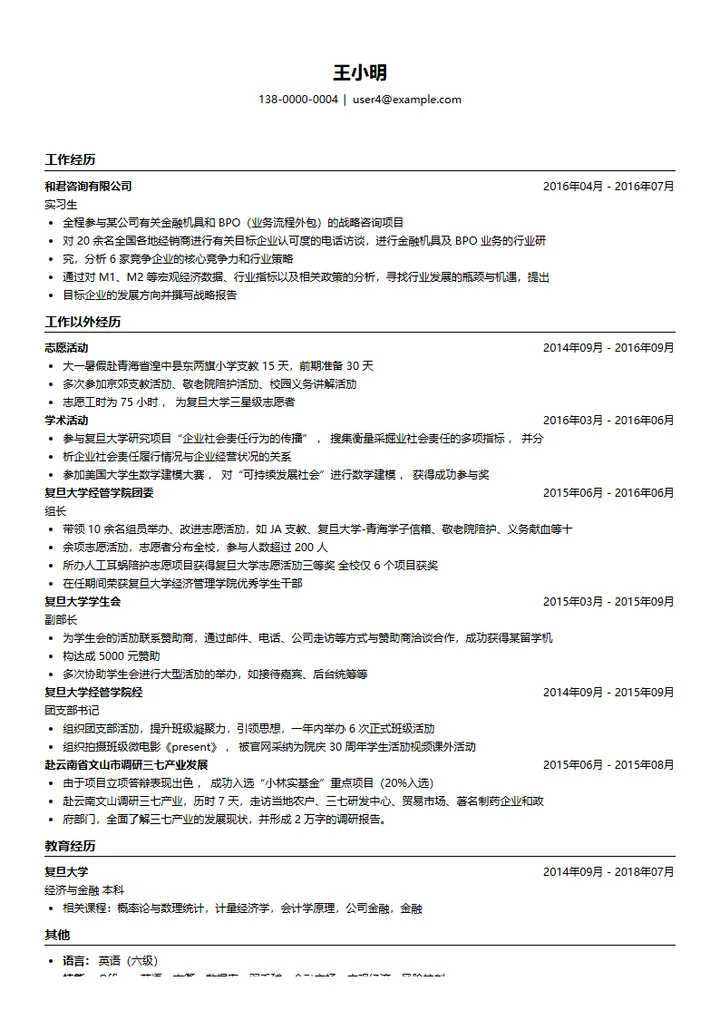 王小明
138-0000-0004 | user4@example.com
工作经历
和君咨询有限公司 2016年04月 - 2016年07月
实习生
• 全程参与某公司有关金融机具和 BPO（业务流程外包）的战略咨询项目
• 对 20 余名全国各地经销商进行有关目标企业认可度的电话访谈，进行金融机具及 BPO 业务的行业研
• 究，分析 6 家竞争企业的核心竞争力和行业策略
• 通过对 M1、M2 等宏观经济数据、行业指标以及相关政策的分析，寻找行业发展的瓶颈与机遇，提出
• 目标企业的发展方向并撰写战略报告
工作以外经历
志愿活动 2014年09月 - 2016年09月
• 大一暑假赴青海省湟中县东两旗小学支教 15 天，前期准备 30 天
• 多次参加京郊支教活动、敬老院陪护活动、校园义务讲解活动
• 志愿工时为 75 小时 ， 为复旦大学三星级志愿者
学术活动 2016年03月 - 2016年06月
• 参与复旦大学研究项目“企业社会责任行为的传播” ， 搜集衡量采掘业社会责任的多项指标 ， 并分
• 析企业社会责任履行情况与企业经营状况的关系
• 参加美国大学生数学建模大赛 ， 对“可持续发展社会”进行数学建模 ， 获得成功参与奖
复旦大学经管学院团委 2015年06月 - 2016年06月
组长
• 带领 10 余名组员举办、改进志愿活动，如 JA 支教、复旦大学-青海学子信箱、敬老院陪护、义务献血等十
• 余项志愿活动，志愿者分布全校，参与人数超过 200 人
• 所办人工耳蜗陪护志愿项目获得复旦大学志愿活动三等奖 全校仅 6 个项目获奖
• 在任期间荣获复旦大学经济管理学院优秀学生干部
复旦大学学生会 2015年03月 - 2015年09月
副部长
• 为学生会的活动联系赞助商，通过邮件、电话、公司走访等方式与赞助商洽谈合作，成功获得某留学机
• 构达成 5000 元赞助
• 多次协助学生会进行大型活动的举办，如接待嘉宾、后台统筹等
复旦大学经管学院经 2014年09月 - 2015年09月
团支部书记
• 组织团支部活动，提升班级凝聚力，引领思想，一年内举办 6 次正式班级活动
• 组织拍摄班级微电影《present》 ， 被官网采纳为院庆 30 周年学生活动视频课外活动
赴云南省文山市调研三七产业发展 2015年06月 - 2015年08月
• 由于项目立项答辩表现出色 ， 成功入选“小林实基金”重点项目（20%入选）
• 赴云南文山调研三七产业，历时 7 天，走访当地农户、三七研发中心、贸易市场、著名制药企业和政
• 府部门，全面了解三七产业的发展现状，并形成 2 万字的调研报告。
教育经历
复旦大学 2014年09月 - 2018年07月
经济与金融 本科
• 相关课程：概率论与数理统计，计量经济学，会计学原理，公司金融，金融
其他
• 语言： 英语（六级）